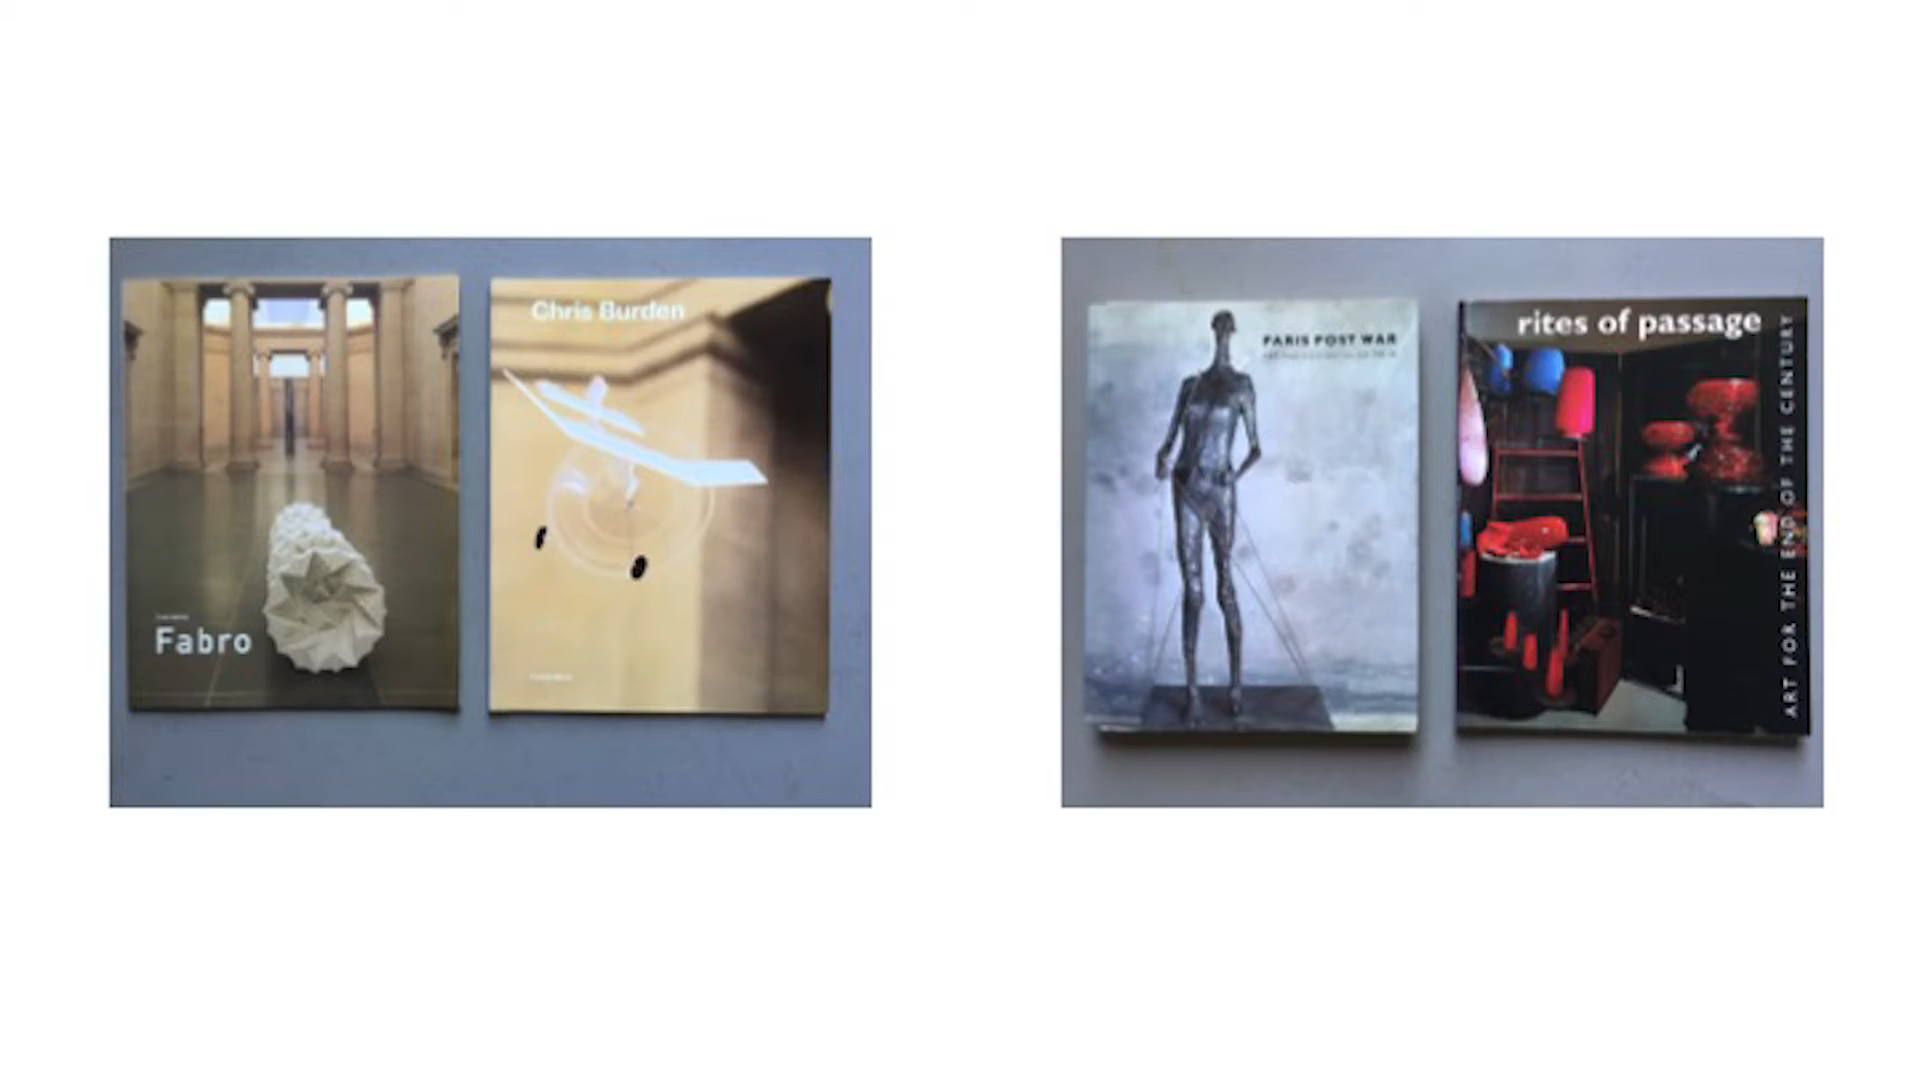 Fabro
Chris Burden
PARIS POST WAR
rites of passage
ART FOR THE END OF THE CENTURY